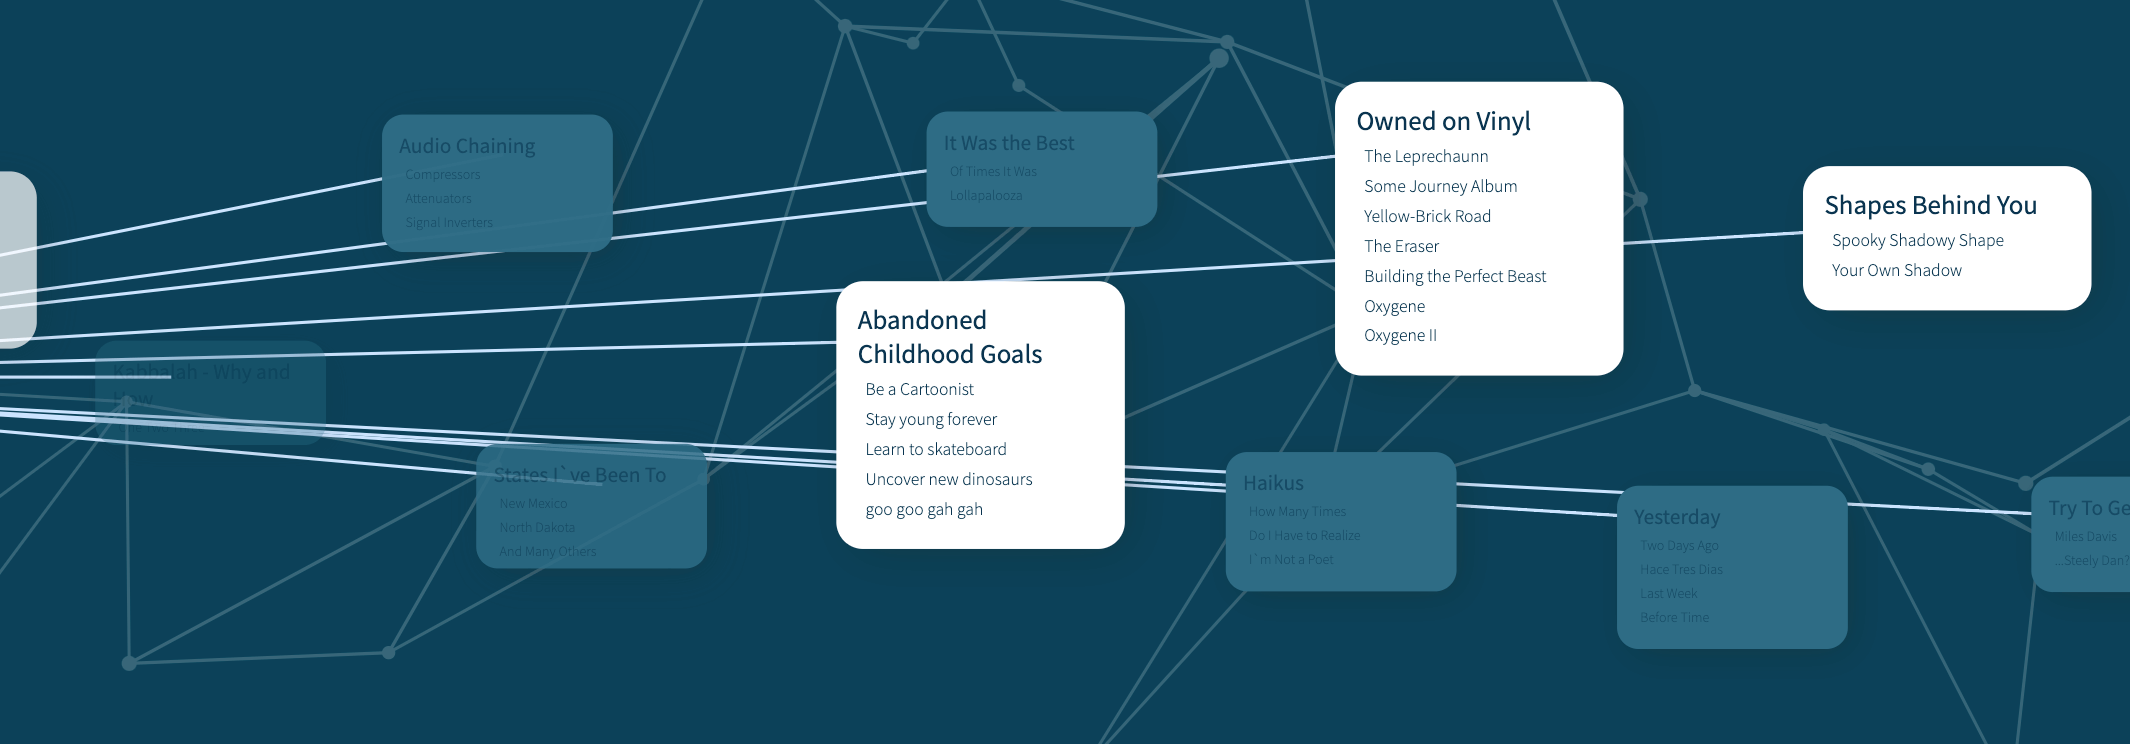 Audio Chaining
Compressors
Attenuators
Signal Inverters
Kabbalah - Why and
How
States I`ve Been To
New Mexico
North Dakota
And Many Others
It Was the Best
Of Times It Was
Lollapalooza
Abandoned
Childhood Goals
Be a Cartoonist
Stay young forever
Learn to skateboard
Uncover new dinosaurs
goo goo gah gah
Owned on Vinyl
The Leprechaunn
Some Journey Album
Yellow-Brick Road
The Eraser
Building the Perfect Beast
Oxygene
Oxygene II
Haikus
How Many Times
Do I Have to Realize
I`m Not a Poet
Shapes Behind You
Spooky Shadowy Shape
Your Own Shadow
Yesterday
Two Days Ago
Hace Tres Dias
Last Week
Before Time
Try To Ge
Miles Davis
...Steely Dan?